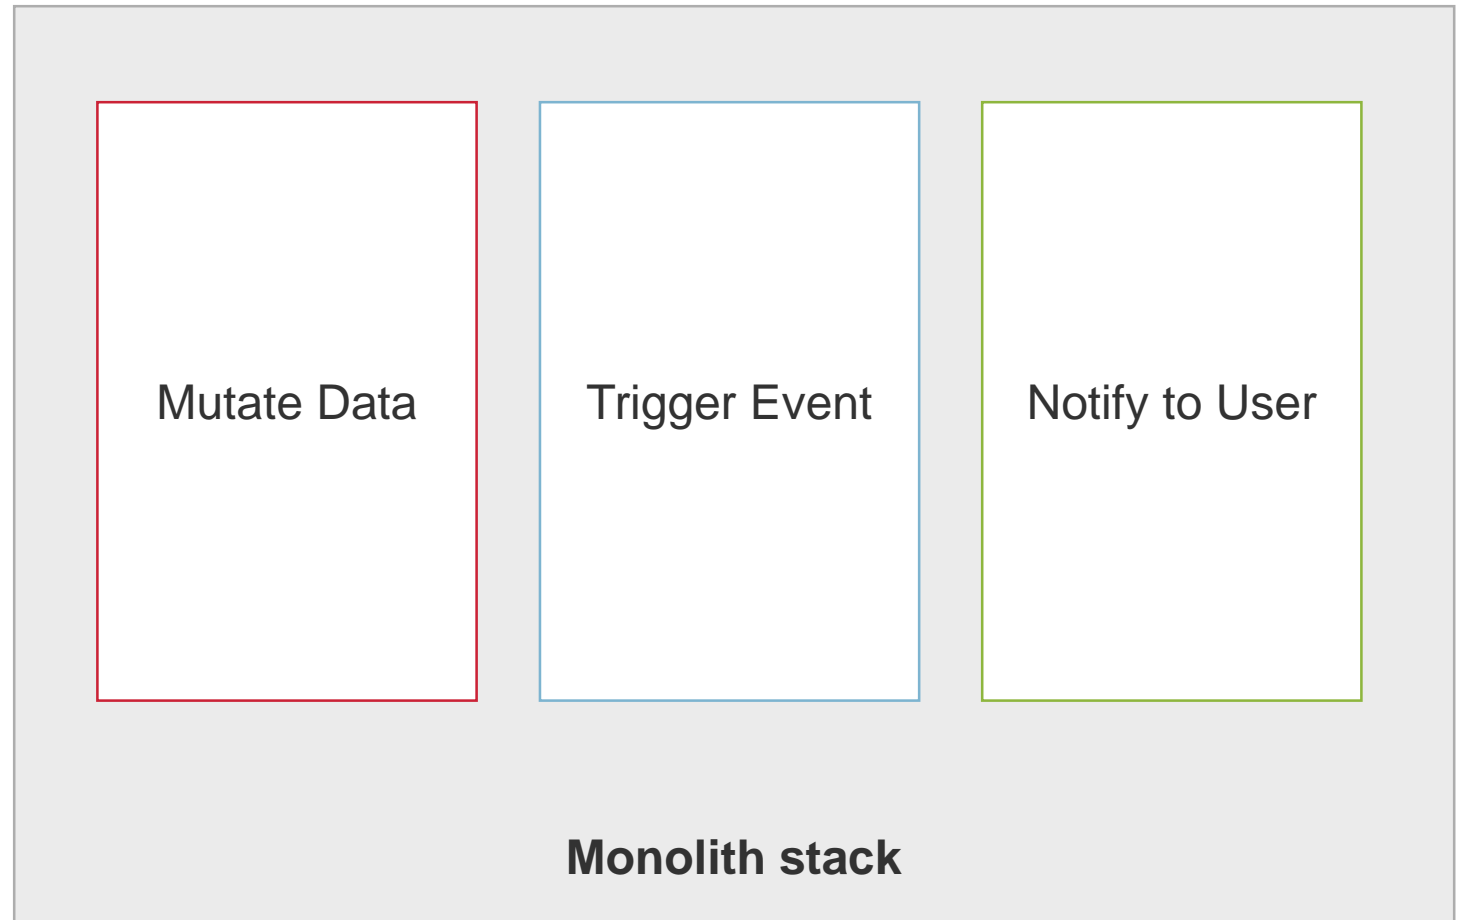 Mutate Data
Trigger Event
Notify to User
Monolith stack